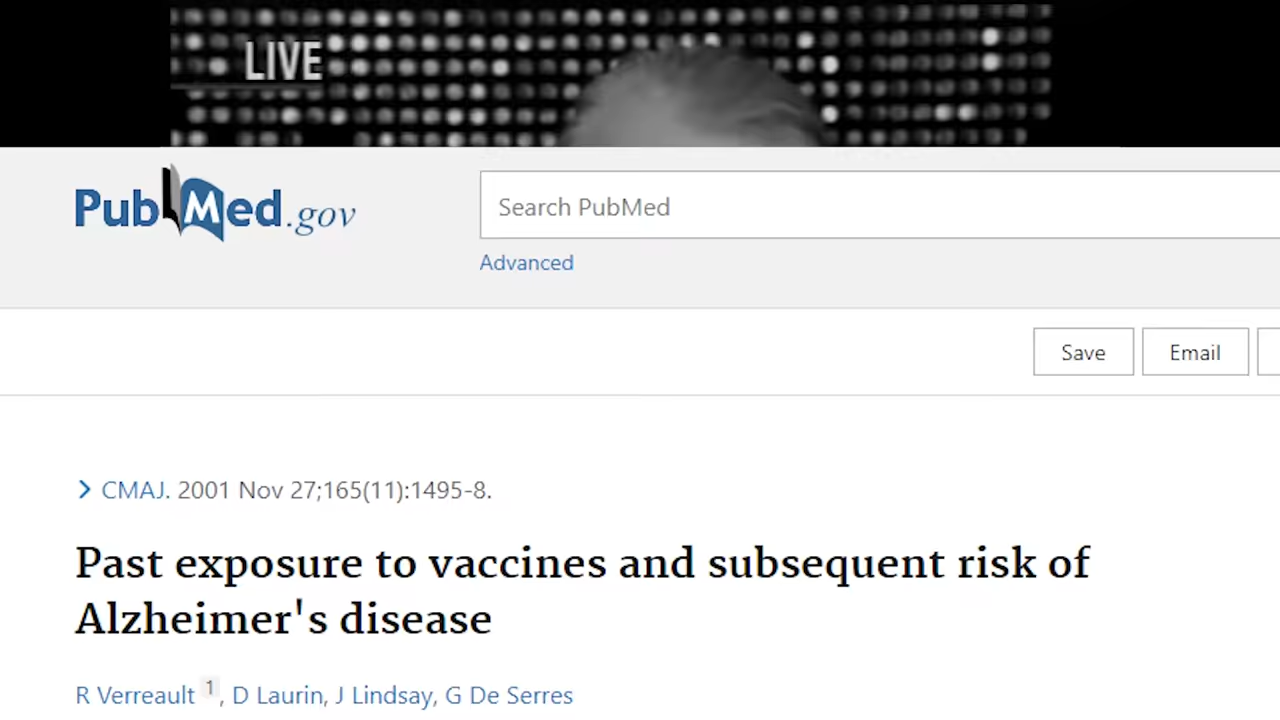 LIVE
PubMed.gov
Search PubMed
Advanced
Save
Email
CMAJ. 2001 Nov 27;165(11):1495-8.
Past exposure to vaccines and subsequent risk of
Alzheimer's disease
R Verreault 1, D Laurin, J Lindsay, G De Serres